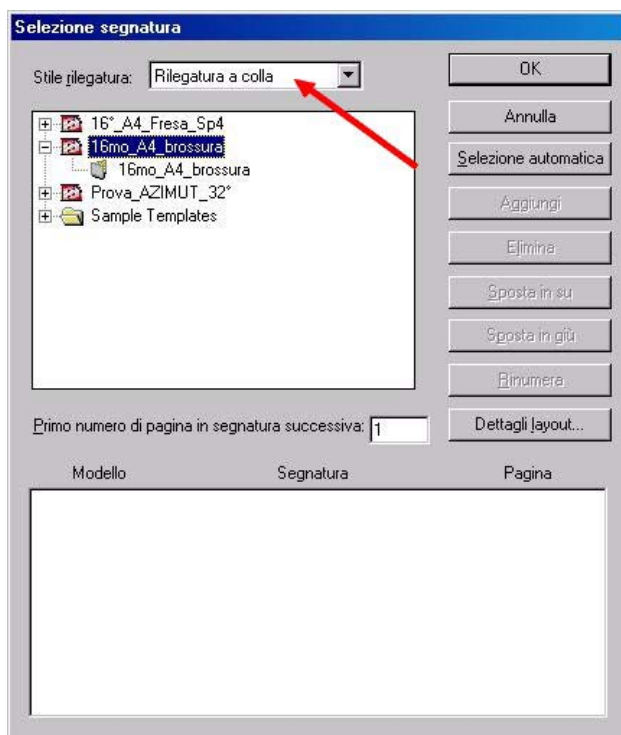 Selezione segnatura
Stile rilegatura: Rilegatura a colla
OK
Annulla
Selezione automatica
Aggiungi
Elimina
Sposta in su
Sposta in giù
Rinumera
Dettagli layout...
16°_A4_Fresa_Sp4
16mo_A4_brossura
16mo_A4_brossura
Prova_AZIMUT_32°
Sample Templates
Primo numero di pagina in segnatura successiva: 1
Modello Segnatura Pagina